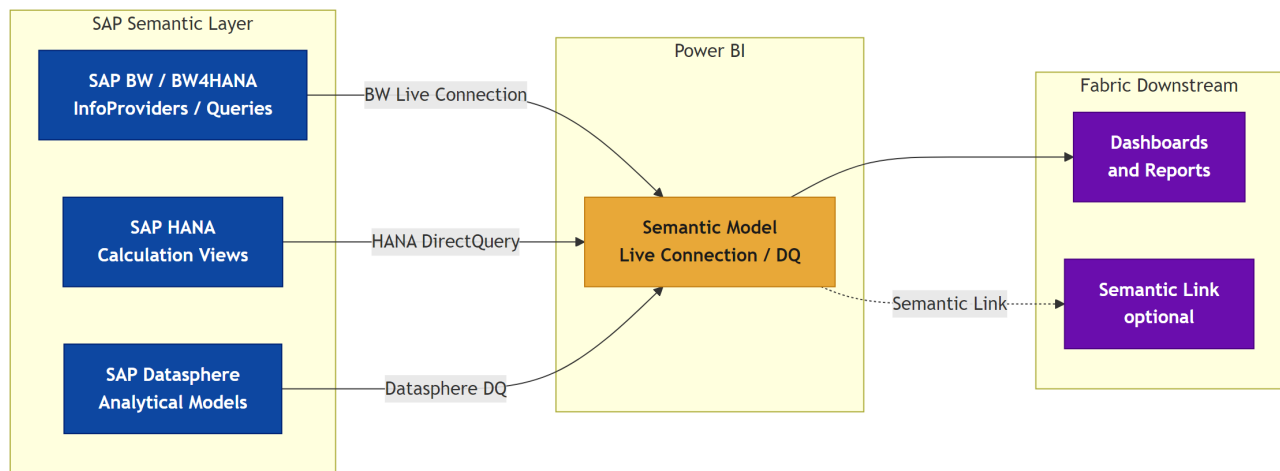 SAP Semantic Layer
SAP BW / BW4HANA
InfoProviders / Queries
SAP HANA
Calculation Views
SAP Datasphere
Analytical Models
BW Live Connection
HANA DirectQuery
Datasphere DQ
Power BI
Semantic Model
Live Connection / DQ
Semantic Link
Fabric Downstream
Dashboards
and Reports
Semantic Link
optional